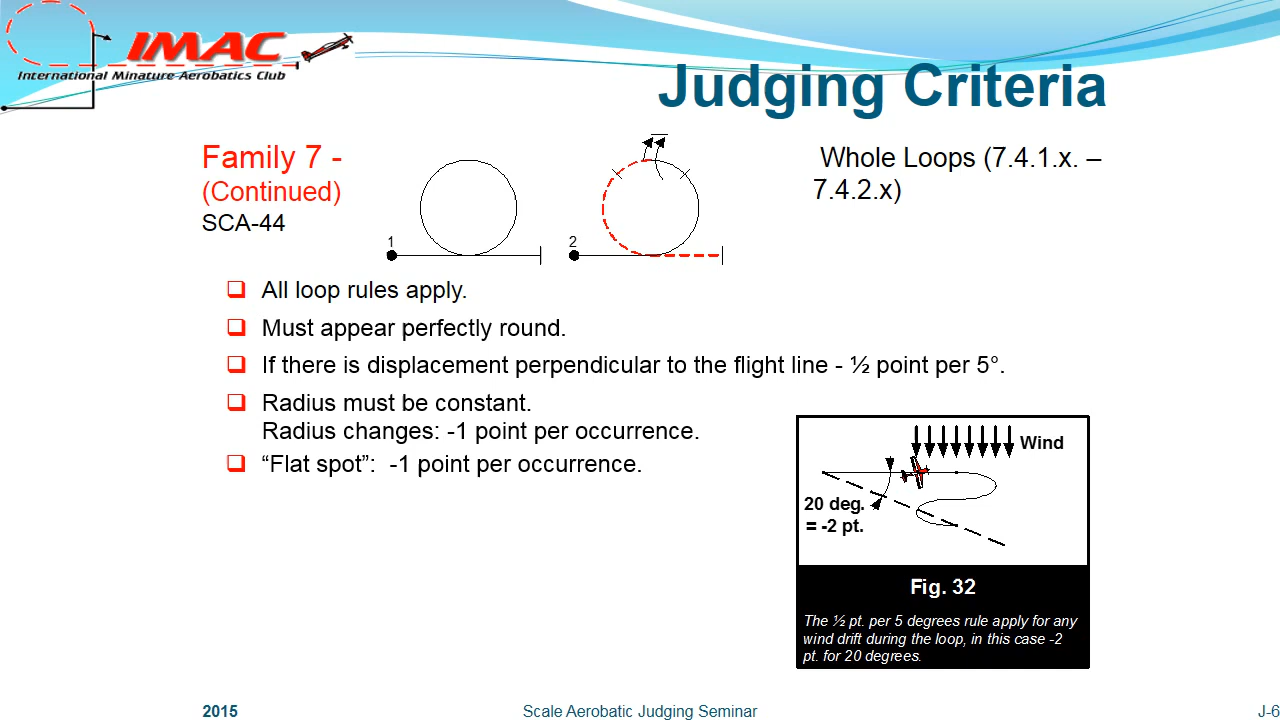 IMAC
International Minature Aerobatics Club
Judging Criteria
Family 7 -
(Continued)
SCA-44
1
2
Whole Loops (7.4.1.x. –
7.4.2.x)
All loop rules apply.
Must appear perfectly round.
If there is displacement perpendicular to the flight line - ½ point per 5°.
Radius must be constant.
Radius changes: -1 point per occurrence.
“Flat spot”:  -1 point per occurrence.
Wind
20 deg.
= -2 pt.
Fig. 32
The ½ pt. per 5 degrees rule apply for any
wind drift during the loop, in this case -2
pt. for 20 degrees.
2015
Scale Aerobatic Judging Seminar
J-6